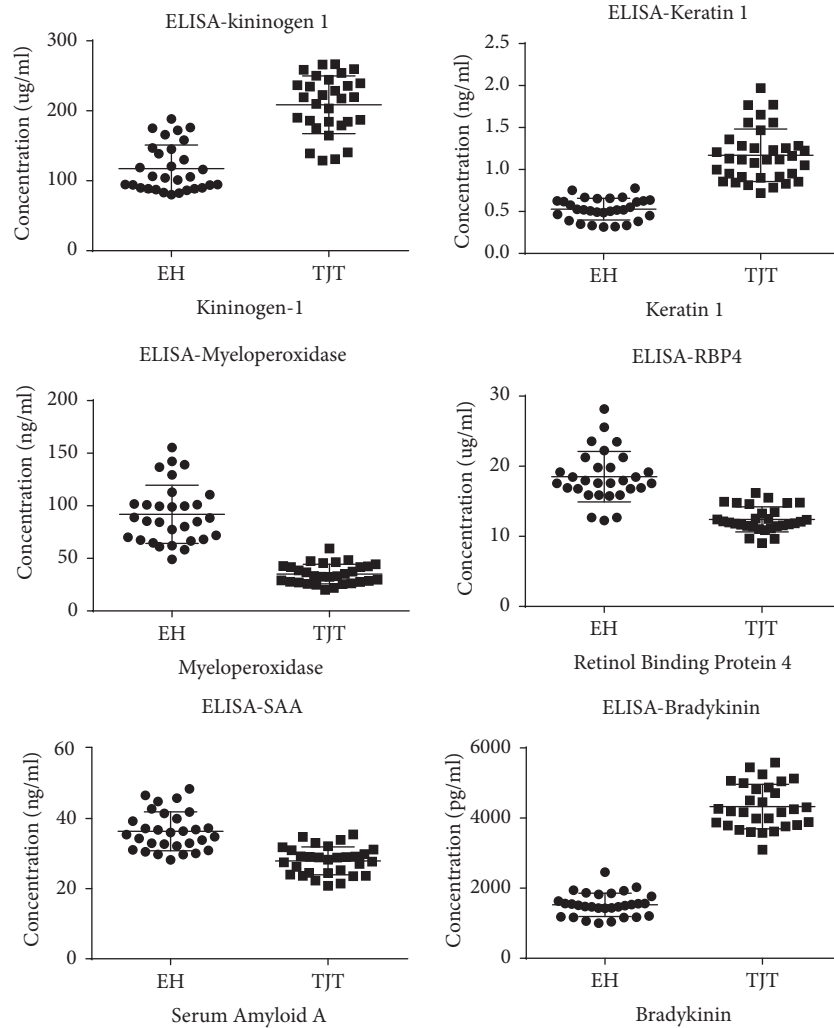 ELISA-kininogen 1
Concentration (ug/ml)
300
200
100
0
EH TJT
Kininogen-1
ELISA-Keratin 1
Concentration (ng/ml)
2.5
2.0
1.5
1.0
0.5
0.0
EH TJT
Keratin 1
ELISA-Myeloperoxidase
Concentration (ng/ml)
200
150
100
50
0
EH TJT
Myeloperoxidase
ELISA-RBP4
Concentration (ug/ml)
30
20
10
0
EH TJT
Retinol Binding Protein 4
ELISA-SAA
Concentration (ng/ml)
60
40
20
0
EH TJT
Serum Amyloid A
ELISA-Bradykinin
Concentration (pg/ml)
6000
4000
2000
0
EH TJT
Bradykinin